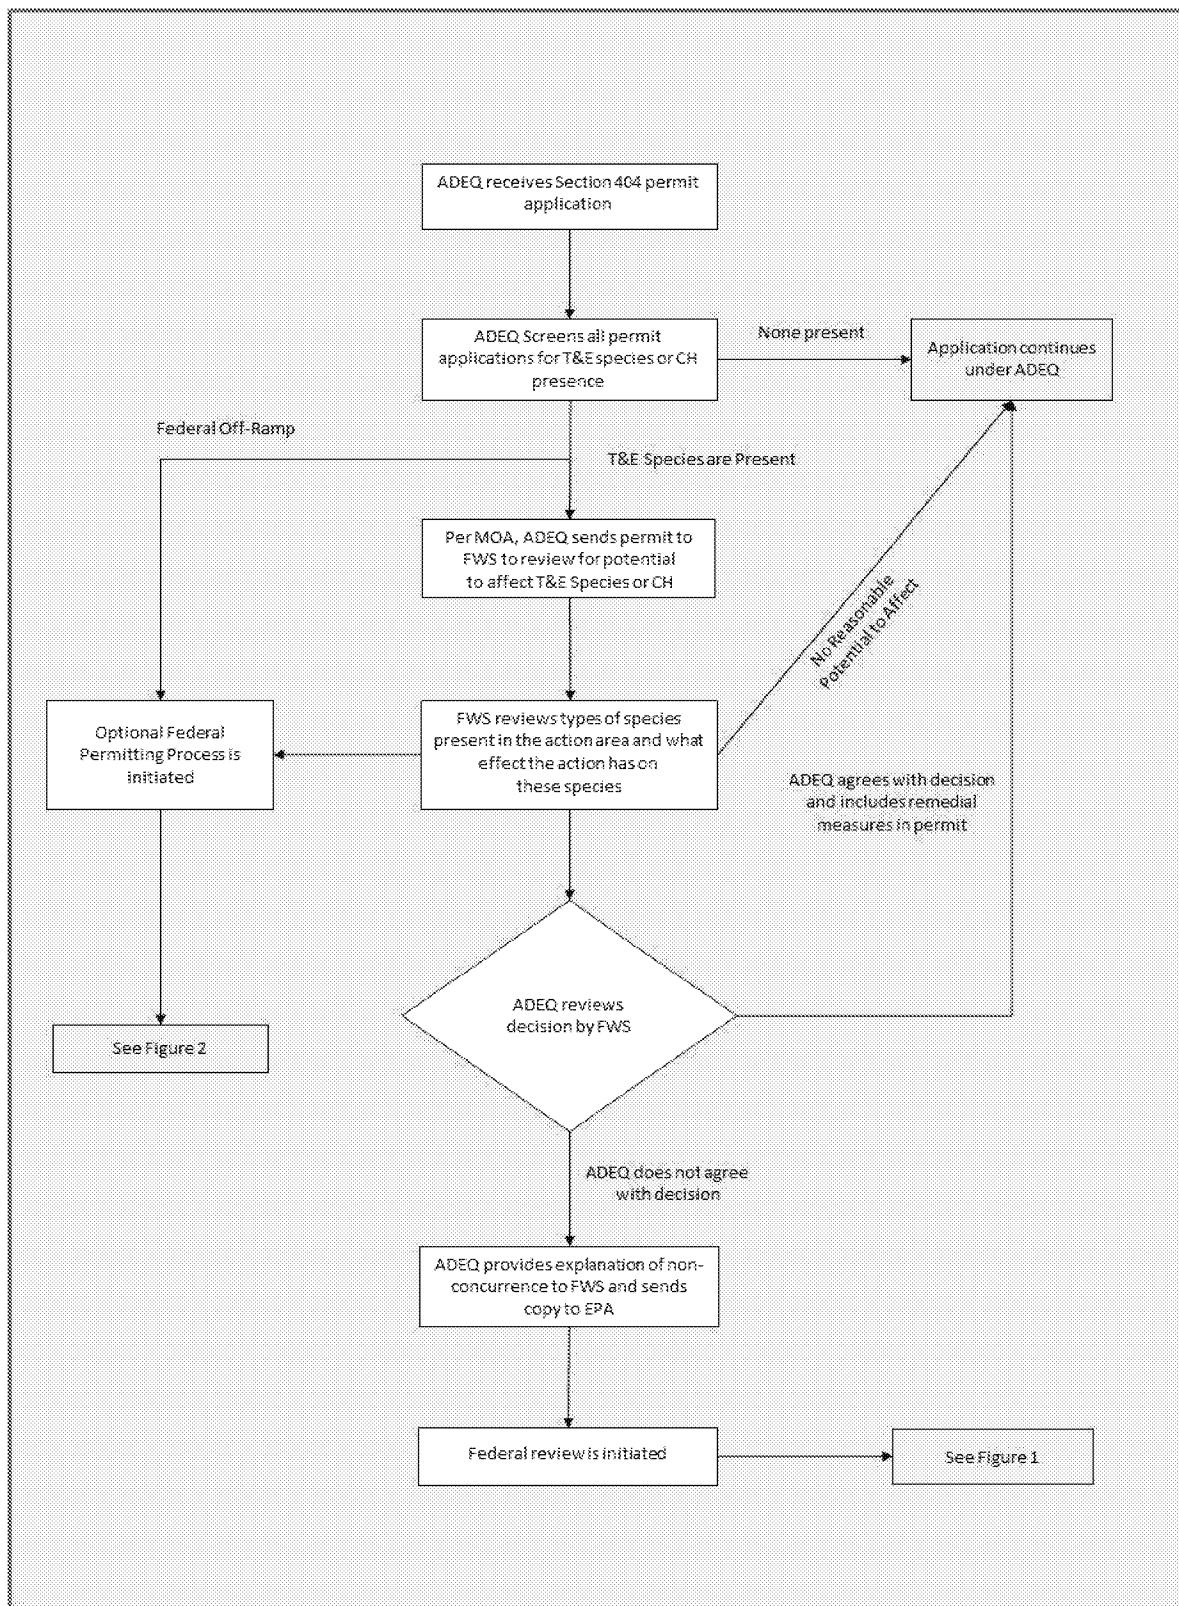 ADEQ receives Section 404 permit
application
ADEQ Screens all permit
applications for T&E species or CH
presence
None present
Application continues
under ADEQ
Federal Off-Ramp
T&E Species are Present
Per MOA, ADEQ sends permit to
FWS to review for potential
to affect T&E Species or CH
No Reasonable
Potential to Affect
Optional Federal
Permitting Process is
initiated
FWS reviews types of species
present in the action area and what
effect the action has on
these species
ADEQ agrees with decision
and includes remedial
measures in permit
ADEQ reviews
decision by FWS
See Figure 2
ADEQ does not agree
with decision
ADEQ provides explanation of non-
concurrence to FWS and sends
copy to EPA
Federal review is initiated
See Figure 1